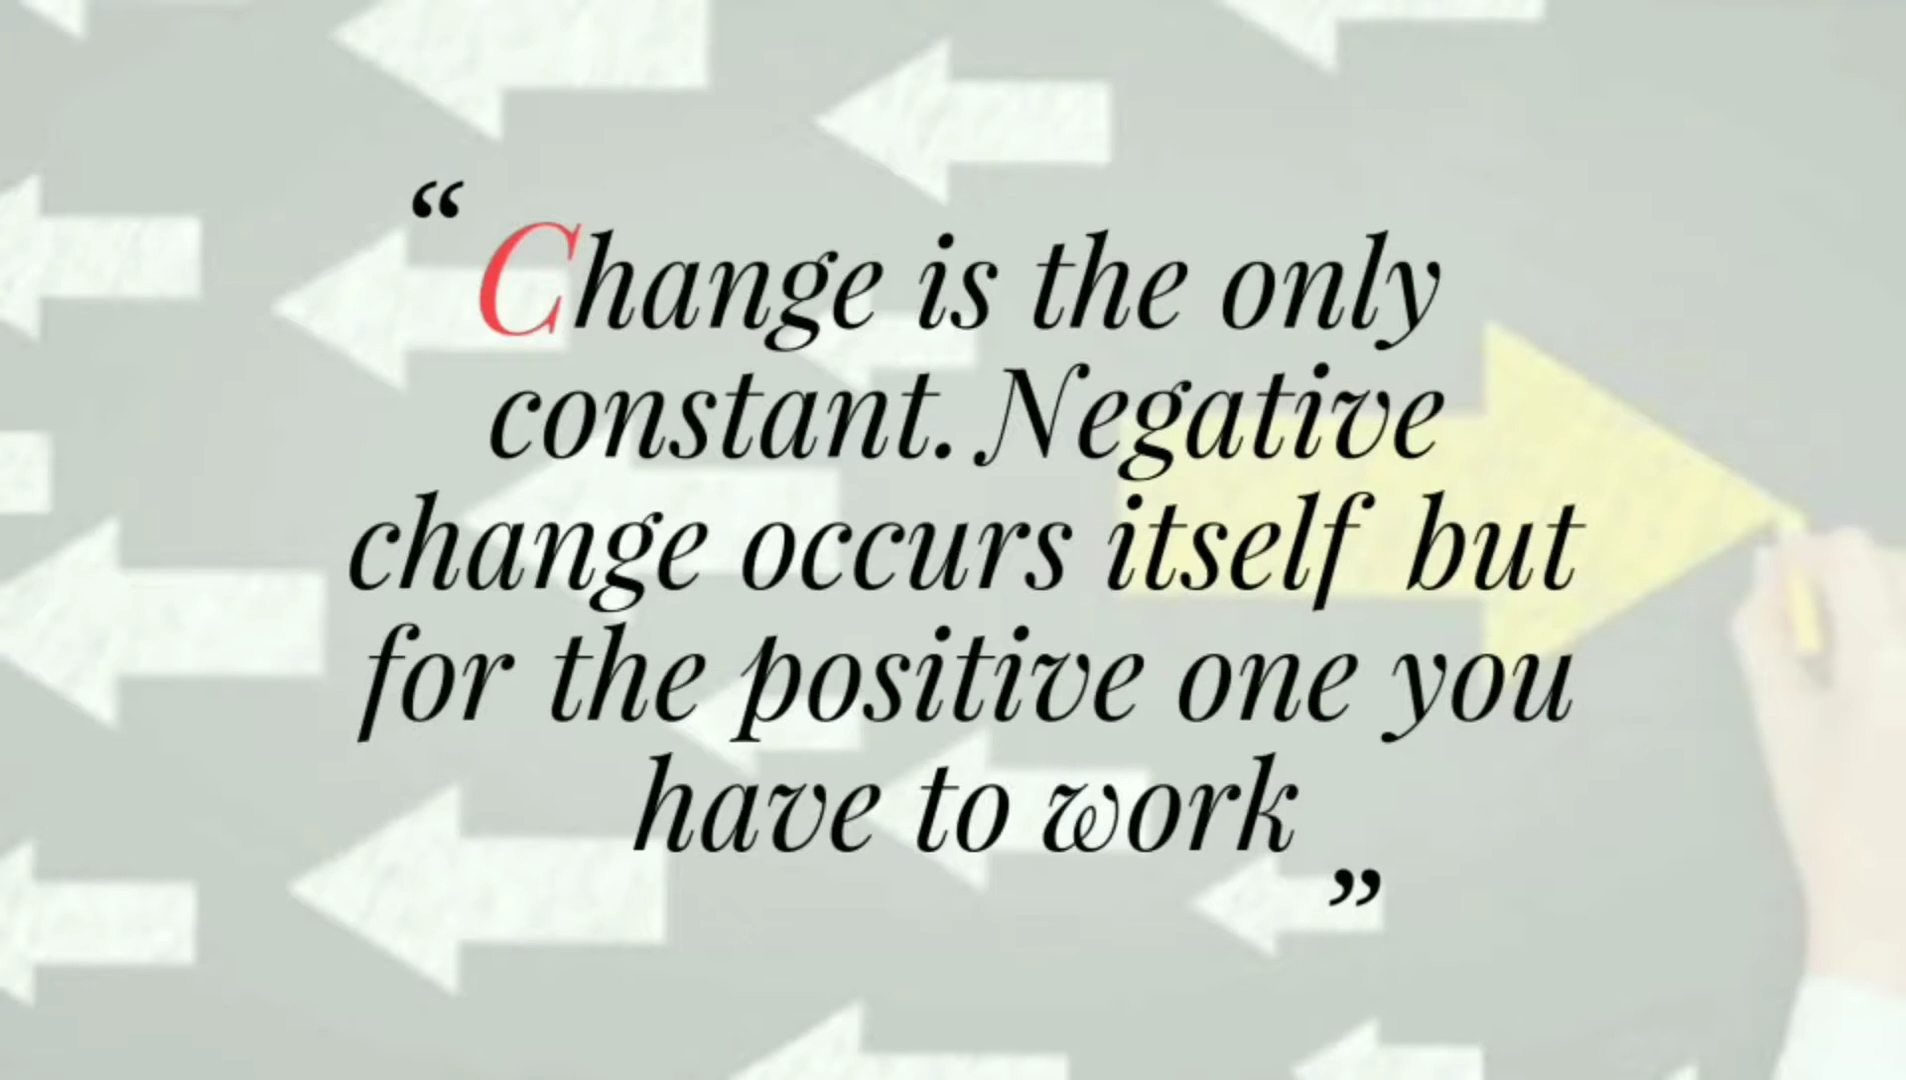 “Change is the only
constant. Negative
change occurs itself but
for the positive one you
have to work”